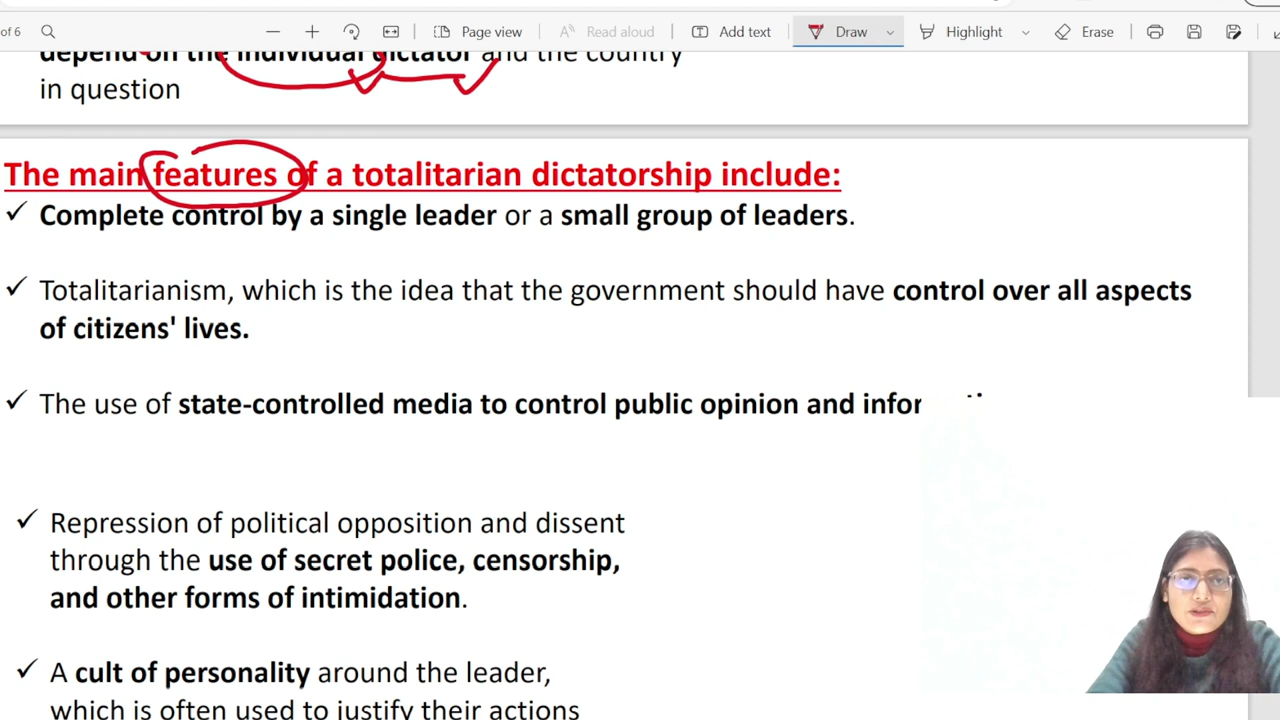 of 6
Page view
Read aloud
Add text
Draw
Highlight
Erase
depend on the individual dictator and the country
in question
The main features of a totalitarian dictatorship include:
✓ Complete control by a single leader or a small group of leaders.
✓ Totalitarianism, which is the idea that the government should have control over all aspects
of citizens' lives.
✓ The use of state-controlled media to control public opinion and
✓ Repression of political opposition and dissent
through the use of secret police, censorship,
and other forms of intimidation.
✓ A cult of personality around the leader,
which is often used to justify their actions